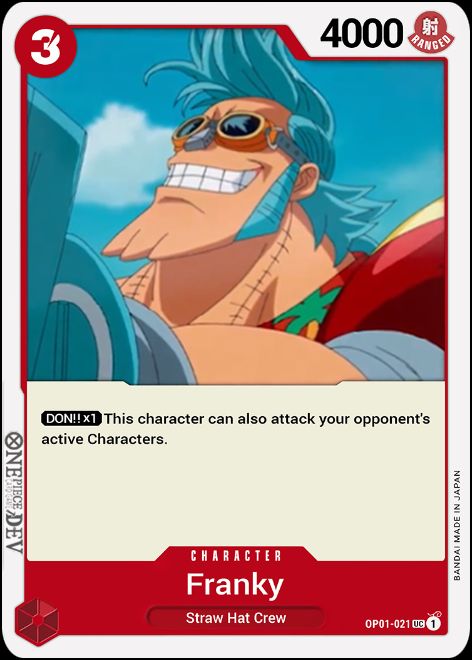 3
4000
射
RANGED
DON!!×1 This character can also attack your opponent's
active Characters.
ONE PIECE
DEV
BANDAI MADE IN JAPAN
CHARACTER
Franky
Straw Hat Crew
OP01-021 UC 1